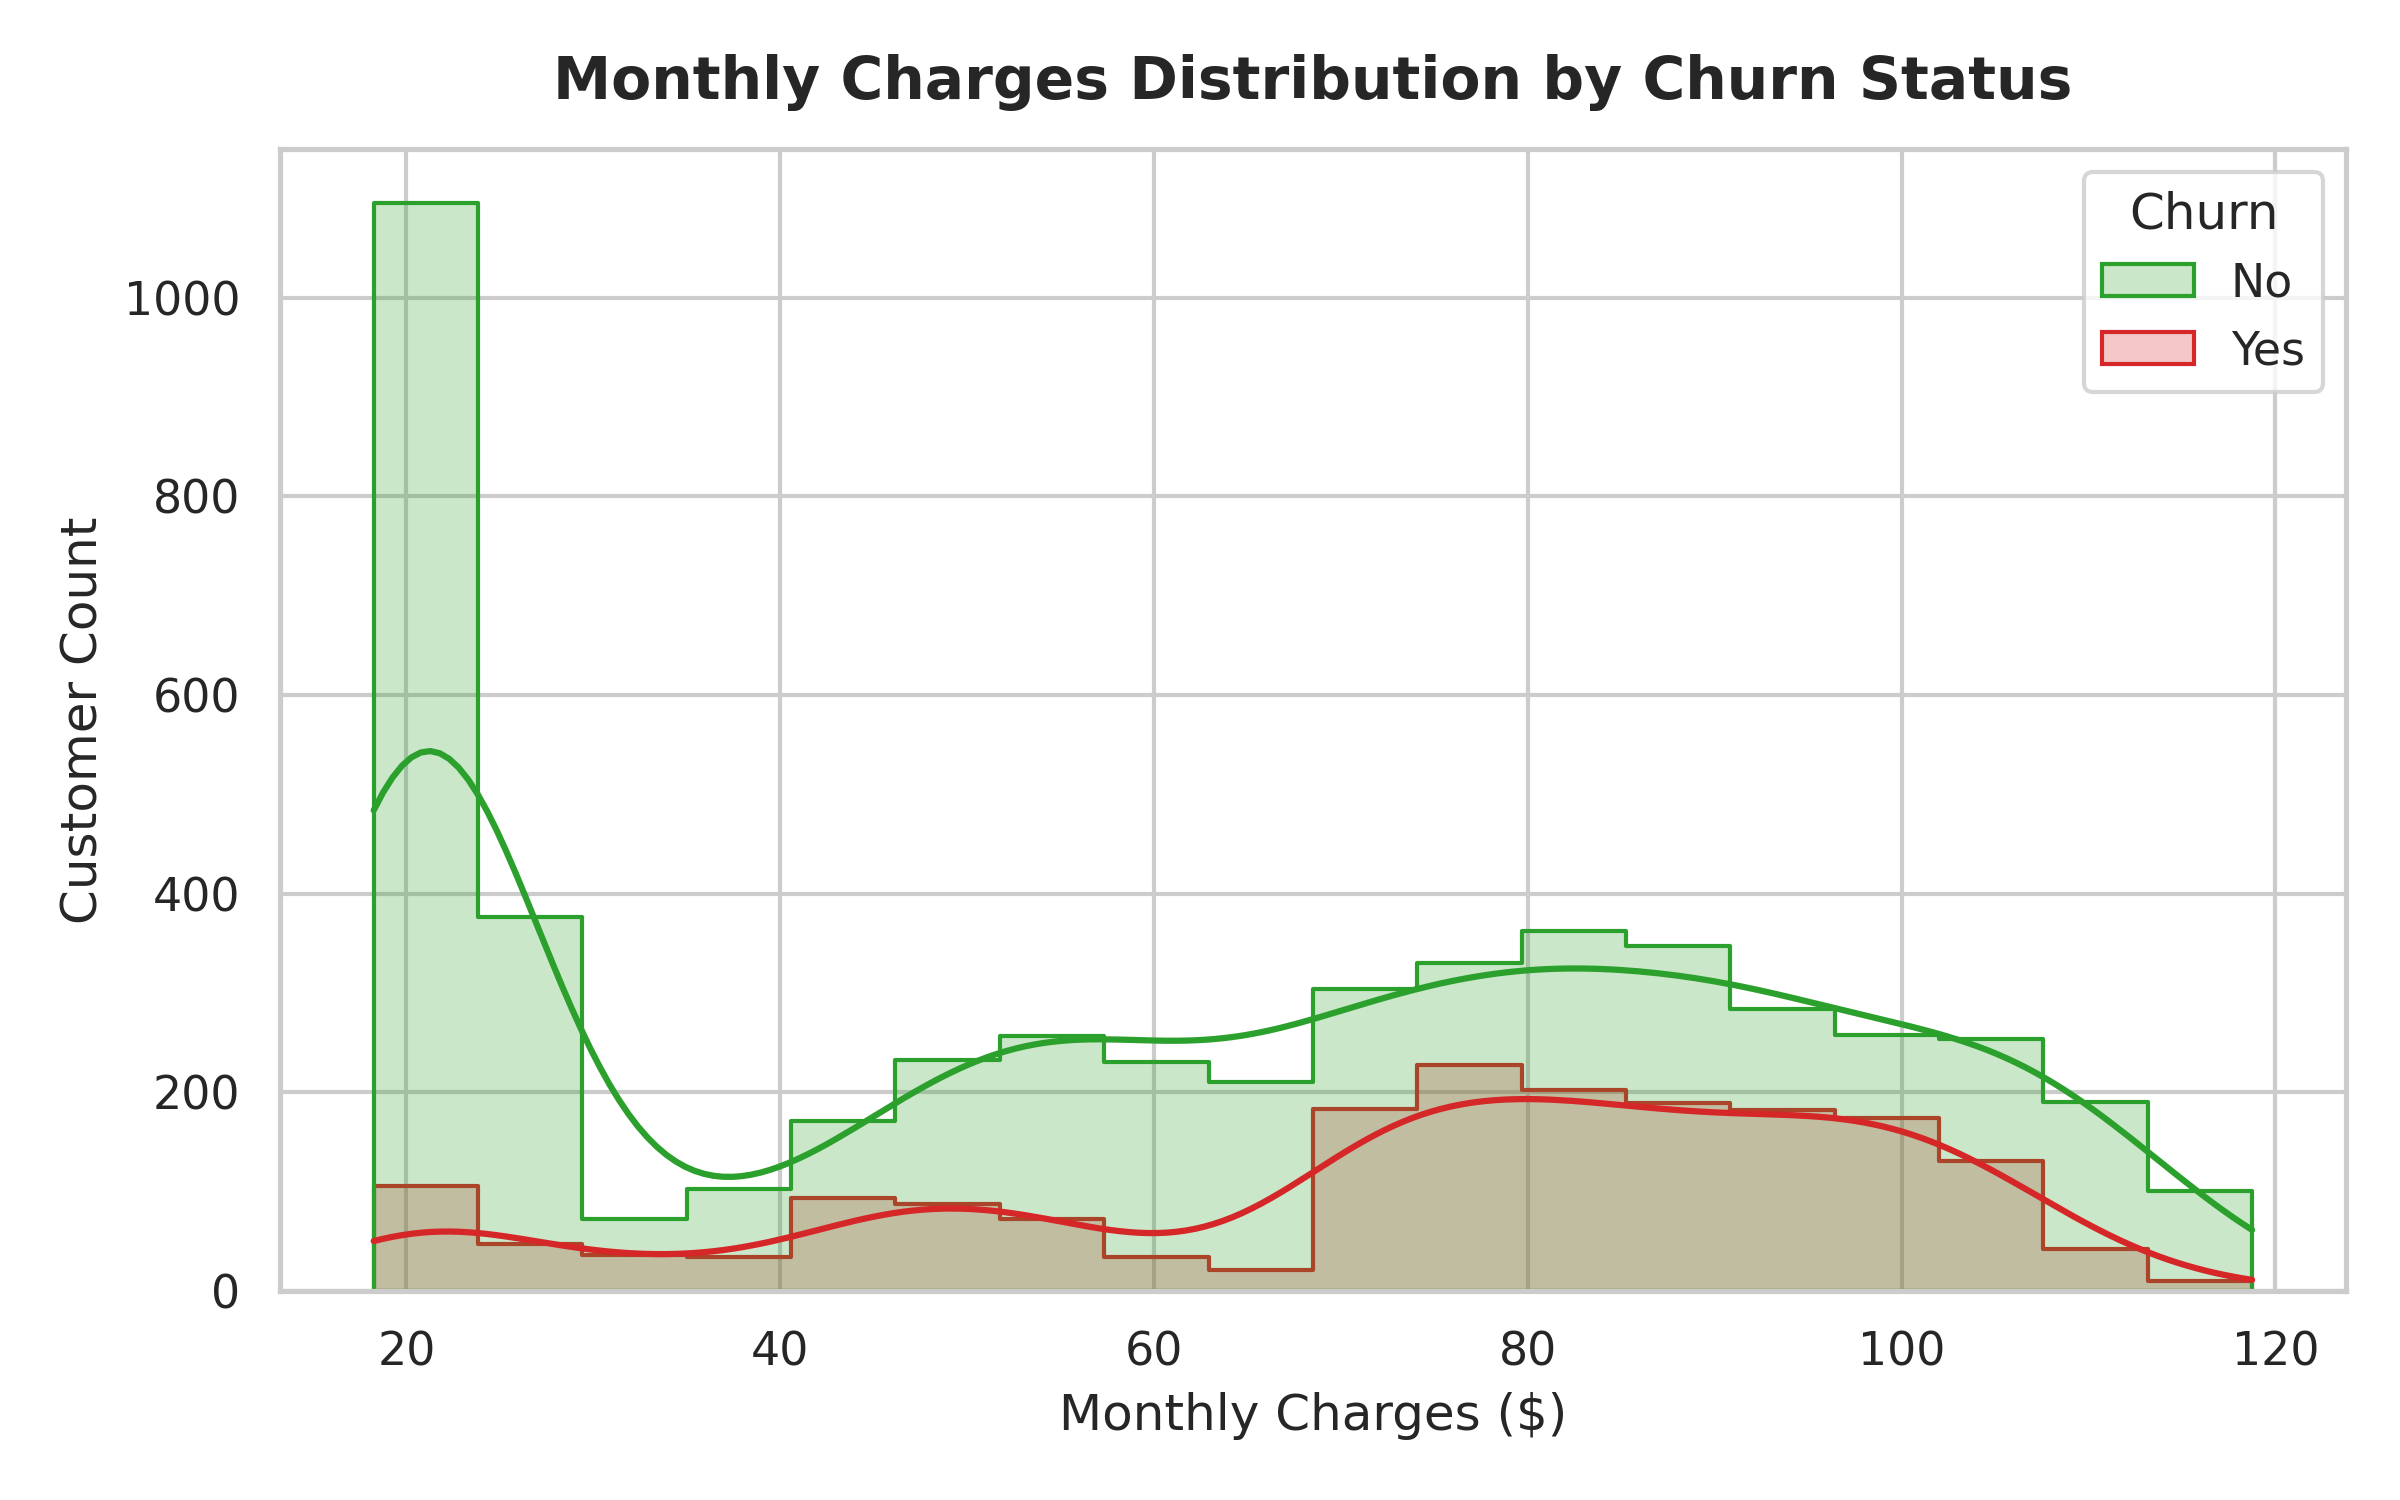 Monthly Charges Distribution by Churn Status
Churn
No
Yes
1000
800
600
400
200
0
Customer Count
20 40 60 80 100 120
Monthly Charges ($)